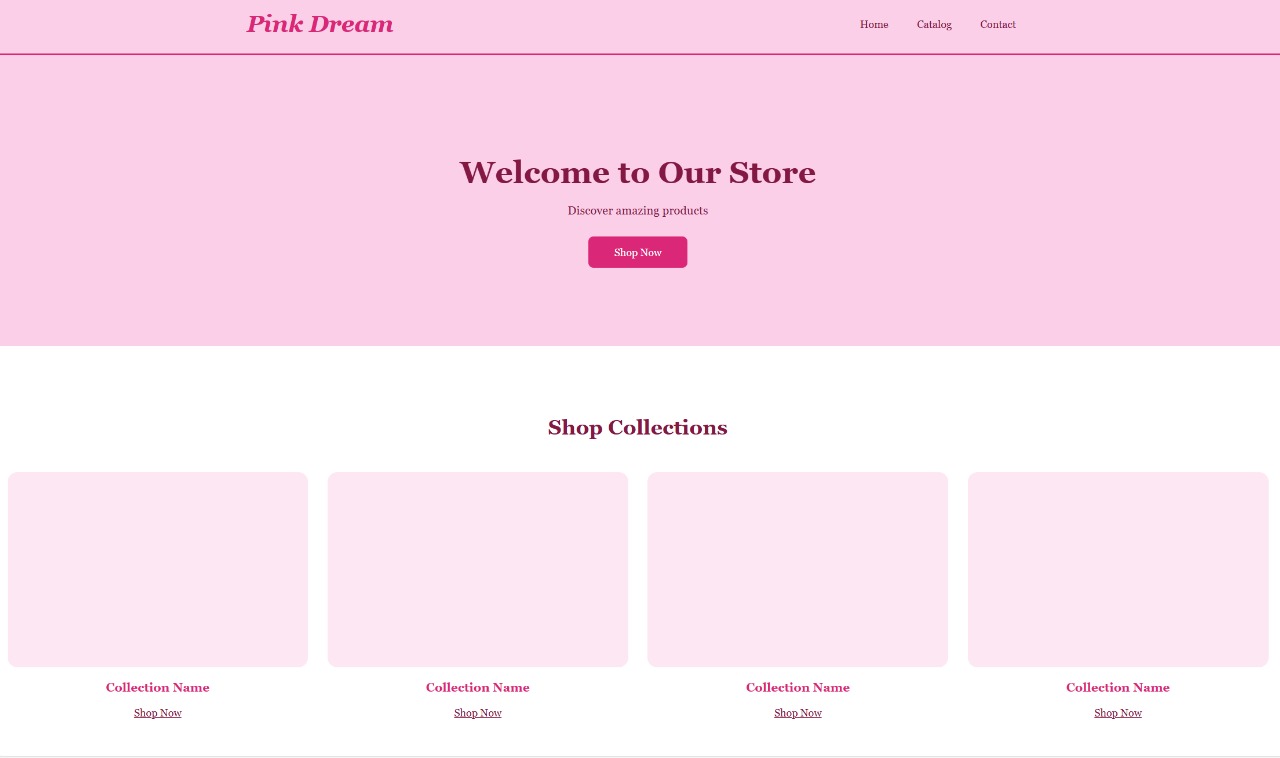 Pink Dream
Home Catalog Contact
Welcome to Our Store
Discover amazing products
Shop Now
Shop Collections
Collection Name Collection Name Collection Name Collection Name
Shop Now Shop Now Shop Now Shop Now